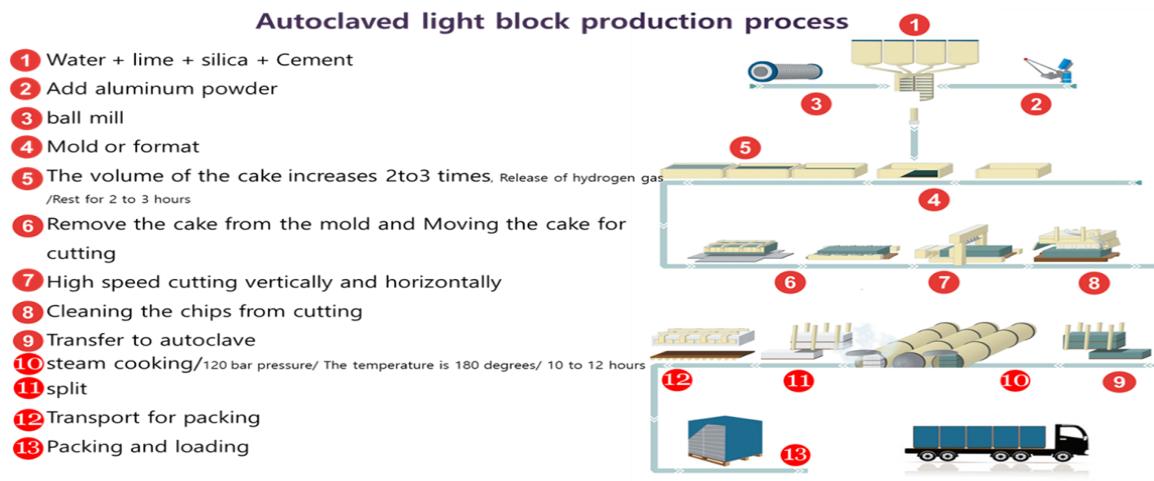 Autoclaved light block production process
1 Water + lime + silica + Cement
2 Add aluminum powder
3 ball mill
4 Mold or format
5 The volume of the cake increases 2to3 times, Release of hydrogen gas
/Rest for 2 to 3 hours
6 Remove the cake from the mold and Moving the cake for
cutting
7 High speed cutting vertically and horizontally
8 Cleaning the chips from cutting
9 Transfer to autoclave
10 steam cooking/120 bar pressure/ The temperature is 180 degrees/ 10 to 12 hours
11 split
12 Transport for packing
13 Packing and loading
1
3
2
5
4
6
7
8
12
11
10
9
13